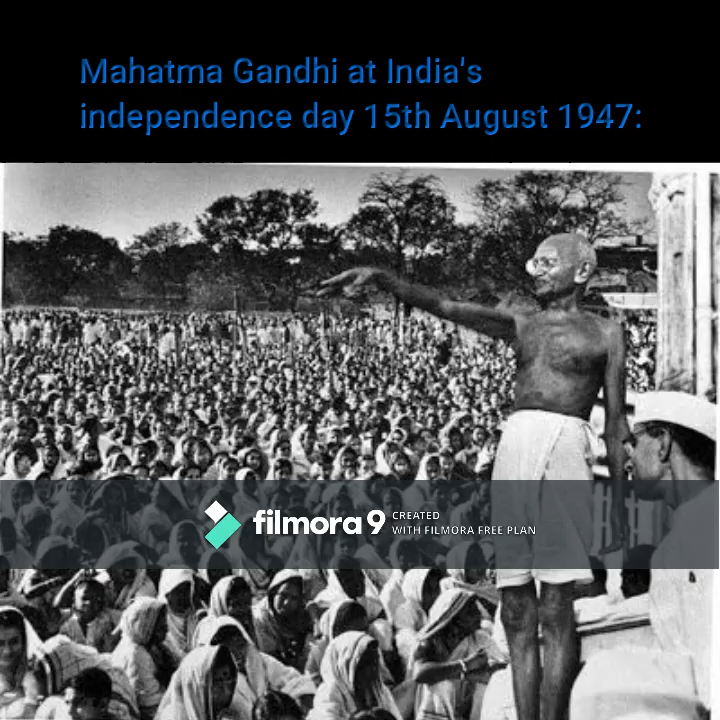 Mahatma Gandhi at India's
independence day 15th August 1947:
filmora 9 CREATED
WITH FILMORA FREE PLAN